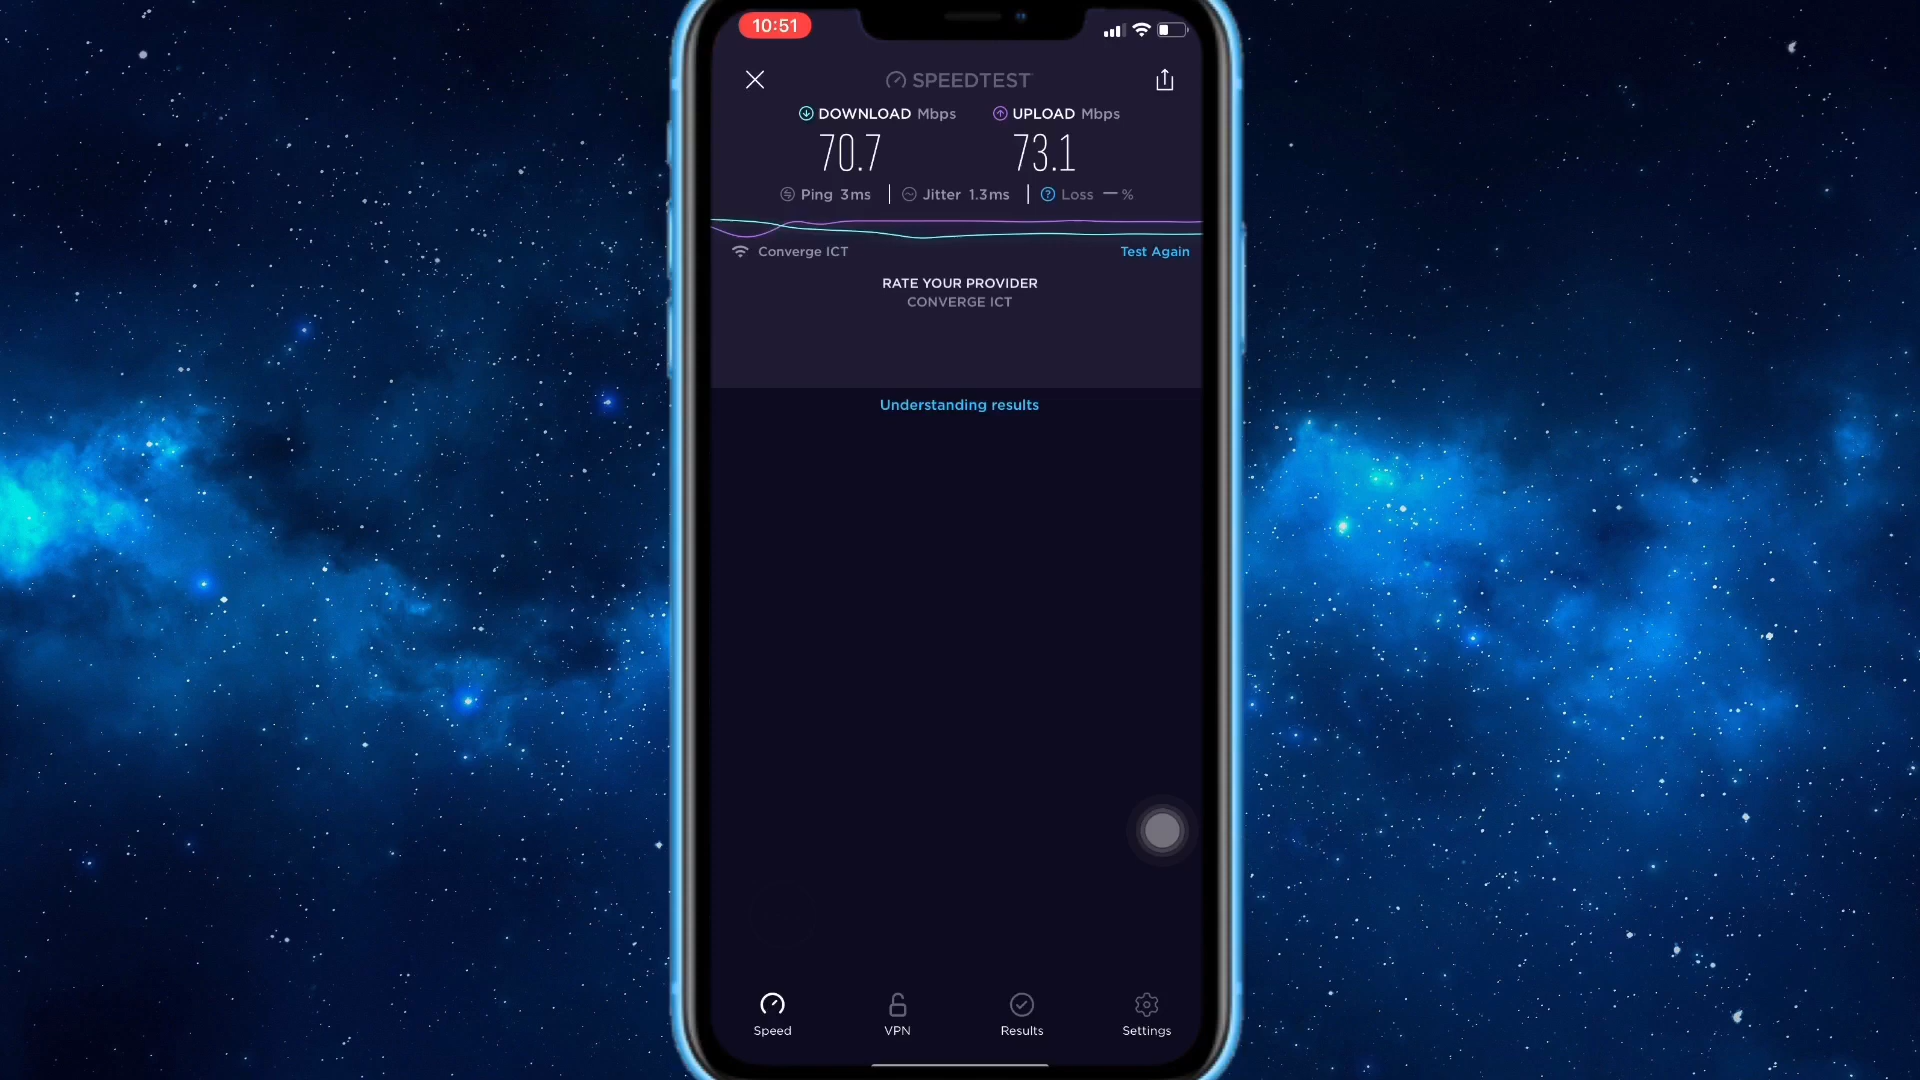 10:51
SPEEDTEST
DOWNLOAD Mbps UPLOAD Mbps
70.7 73.1
Ping 3ms Jitter 1.3ms ? Loss — %
Converge ICT Test Again
RATE YOUR PROVIDER
CONVERGE ICT
Understanding results
Speed VPN Results Settings